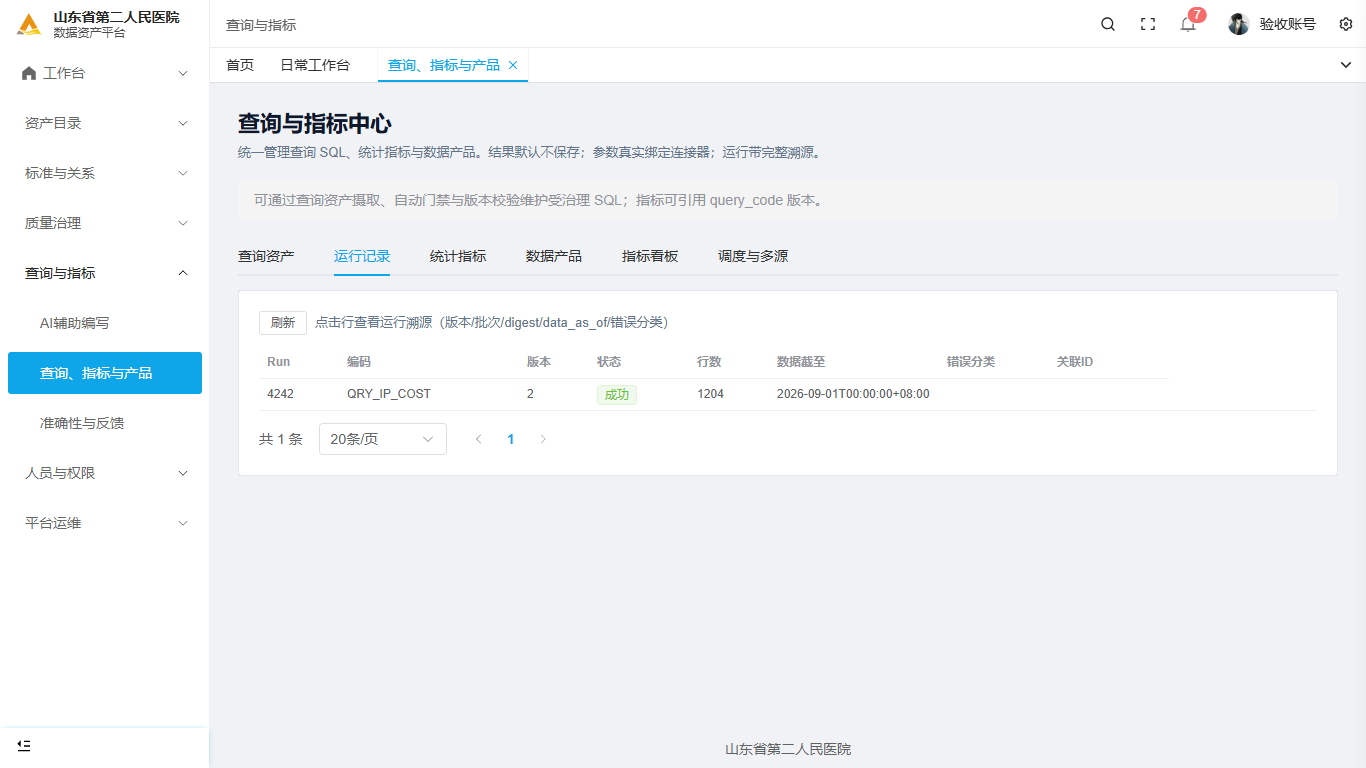 山东省第二人民医院
数据资产平台
工作台
资产目录
标准与关系
质量治理
查询与指标
AI辅助编写
查询、指标与产品
准确性与反馈
人员与权限
平台运维
查询与指标
7
验收账号
首页 日常工作台 查询、指标与产品
查询与指标中心
统一管理查询 SQL、统计指标与数据产品。结果默认不保存；参数真实绑定连接器；运行带完整溯源。
可通过查询资产摄取、自动门禁与版本校验维护受治理 SQL；指标可引用 query_code 版本。
查询资产 运行记录 统计指标 数据产品 指标看板 调度与多源
刷新 点击行查看运行溯源（版本/批次/digest/data_as_of/错误分类）
Run 编码 版本 状态 行数 数据截至 错误分类 关联ID
4242 QRY_IP_COST 2 成功 1204 2026-09-01T00:00:00+08:00
共 1 条 20条/页 1
山东省第二人民医院